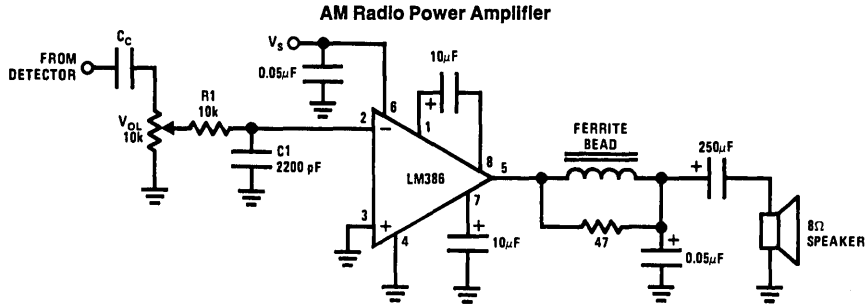 AM Radio Power Amplifier
FROM
DETECTOR
CC
VS
0.05µF
10µF
+
R1
10k
VOL
10k
C1
2200 pF
2
−
6
1
8
5
LM386
3
+
4
7
+
10µF
FERRITE
BEAD
47
+
0.05µF
+
250µF
8Ω
SPEAKER